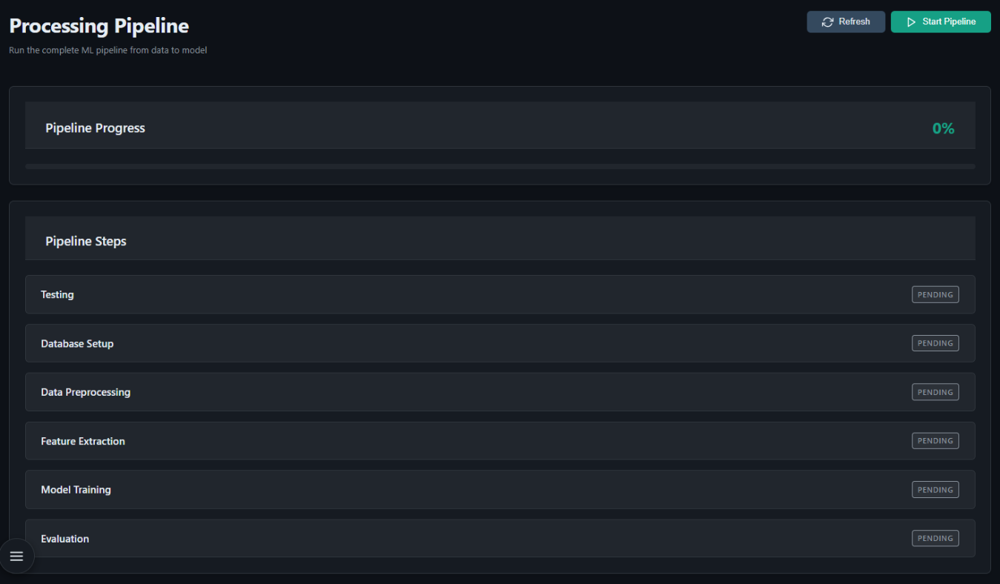 Processing Pipeline
Refresh
Start Pipeline
Run the complete ML pipeline from data to model
Pipeline Progress
0%
Pipeline Steps
Testing
PENDING
Database Setup
PENDING
Data Preprocessing
PENDING
Feature Extraction
PENDING
Model Training
PENDING
Evaluation
PENDING